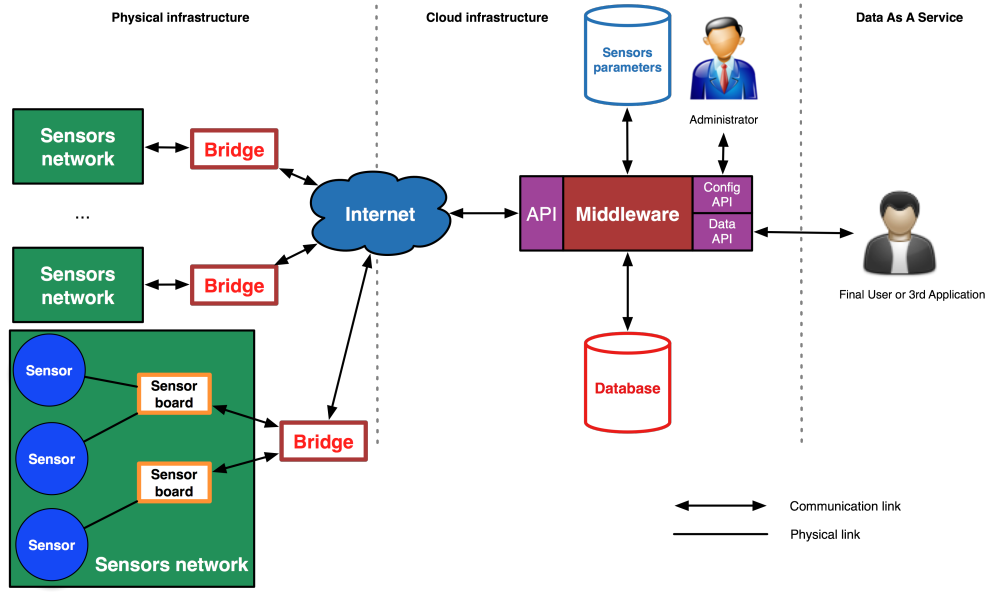 Physical infrastructure
Cloud infrastructure
Data As A Service
Sensors
parameters
Administrator
Sensors
network
Bridge
...
Internet
API
Middleware
Config
API
Data
API
Final User or 3rd Application
Sensors
network
Bridge
Sensor
Sensor
board
Sensor
Sensor
board
Sensor
Sensors network
Bridge
Database
Communication link
Physical link